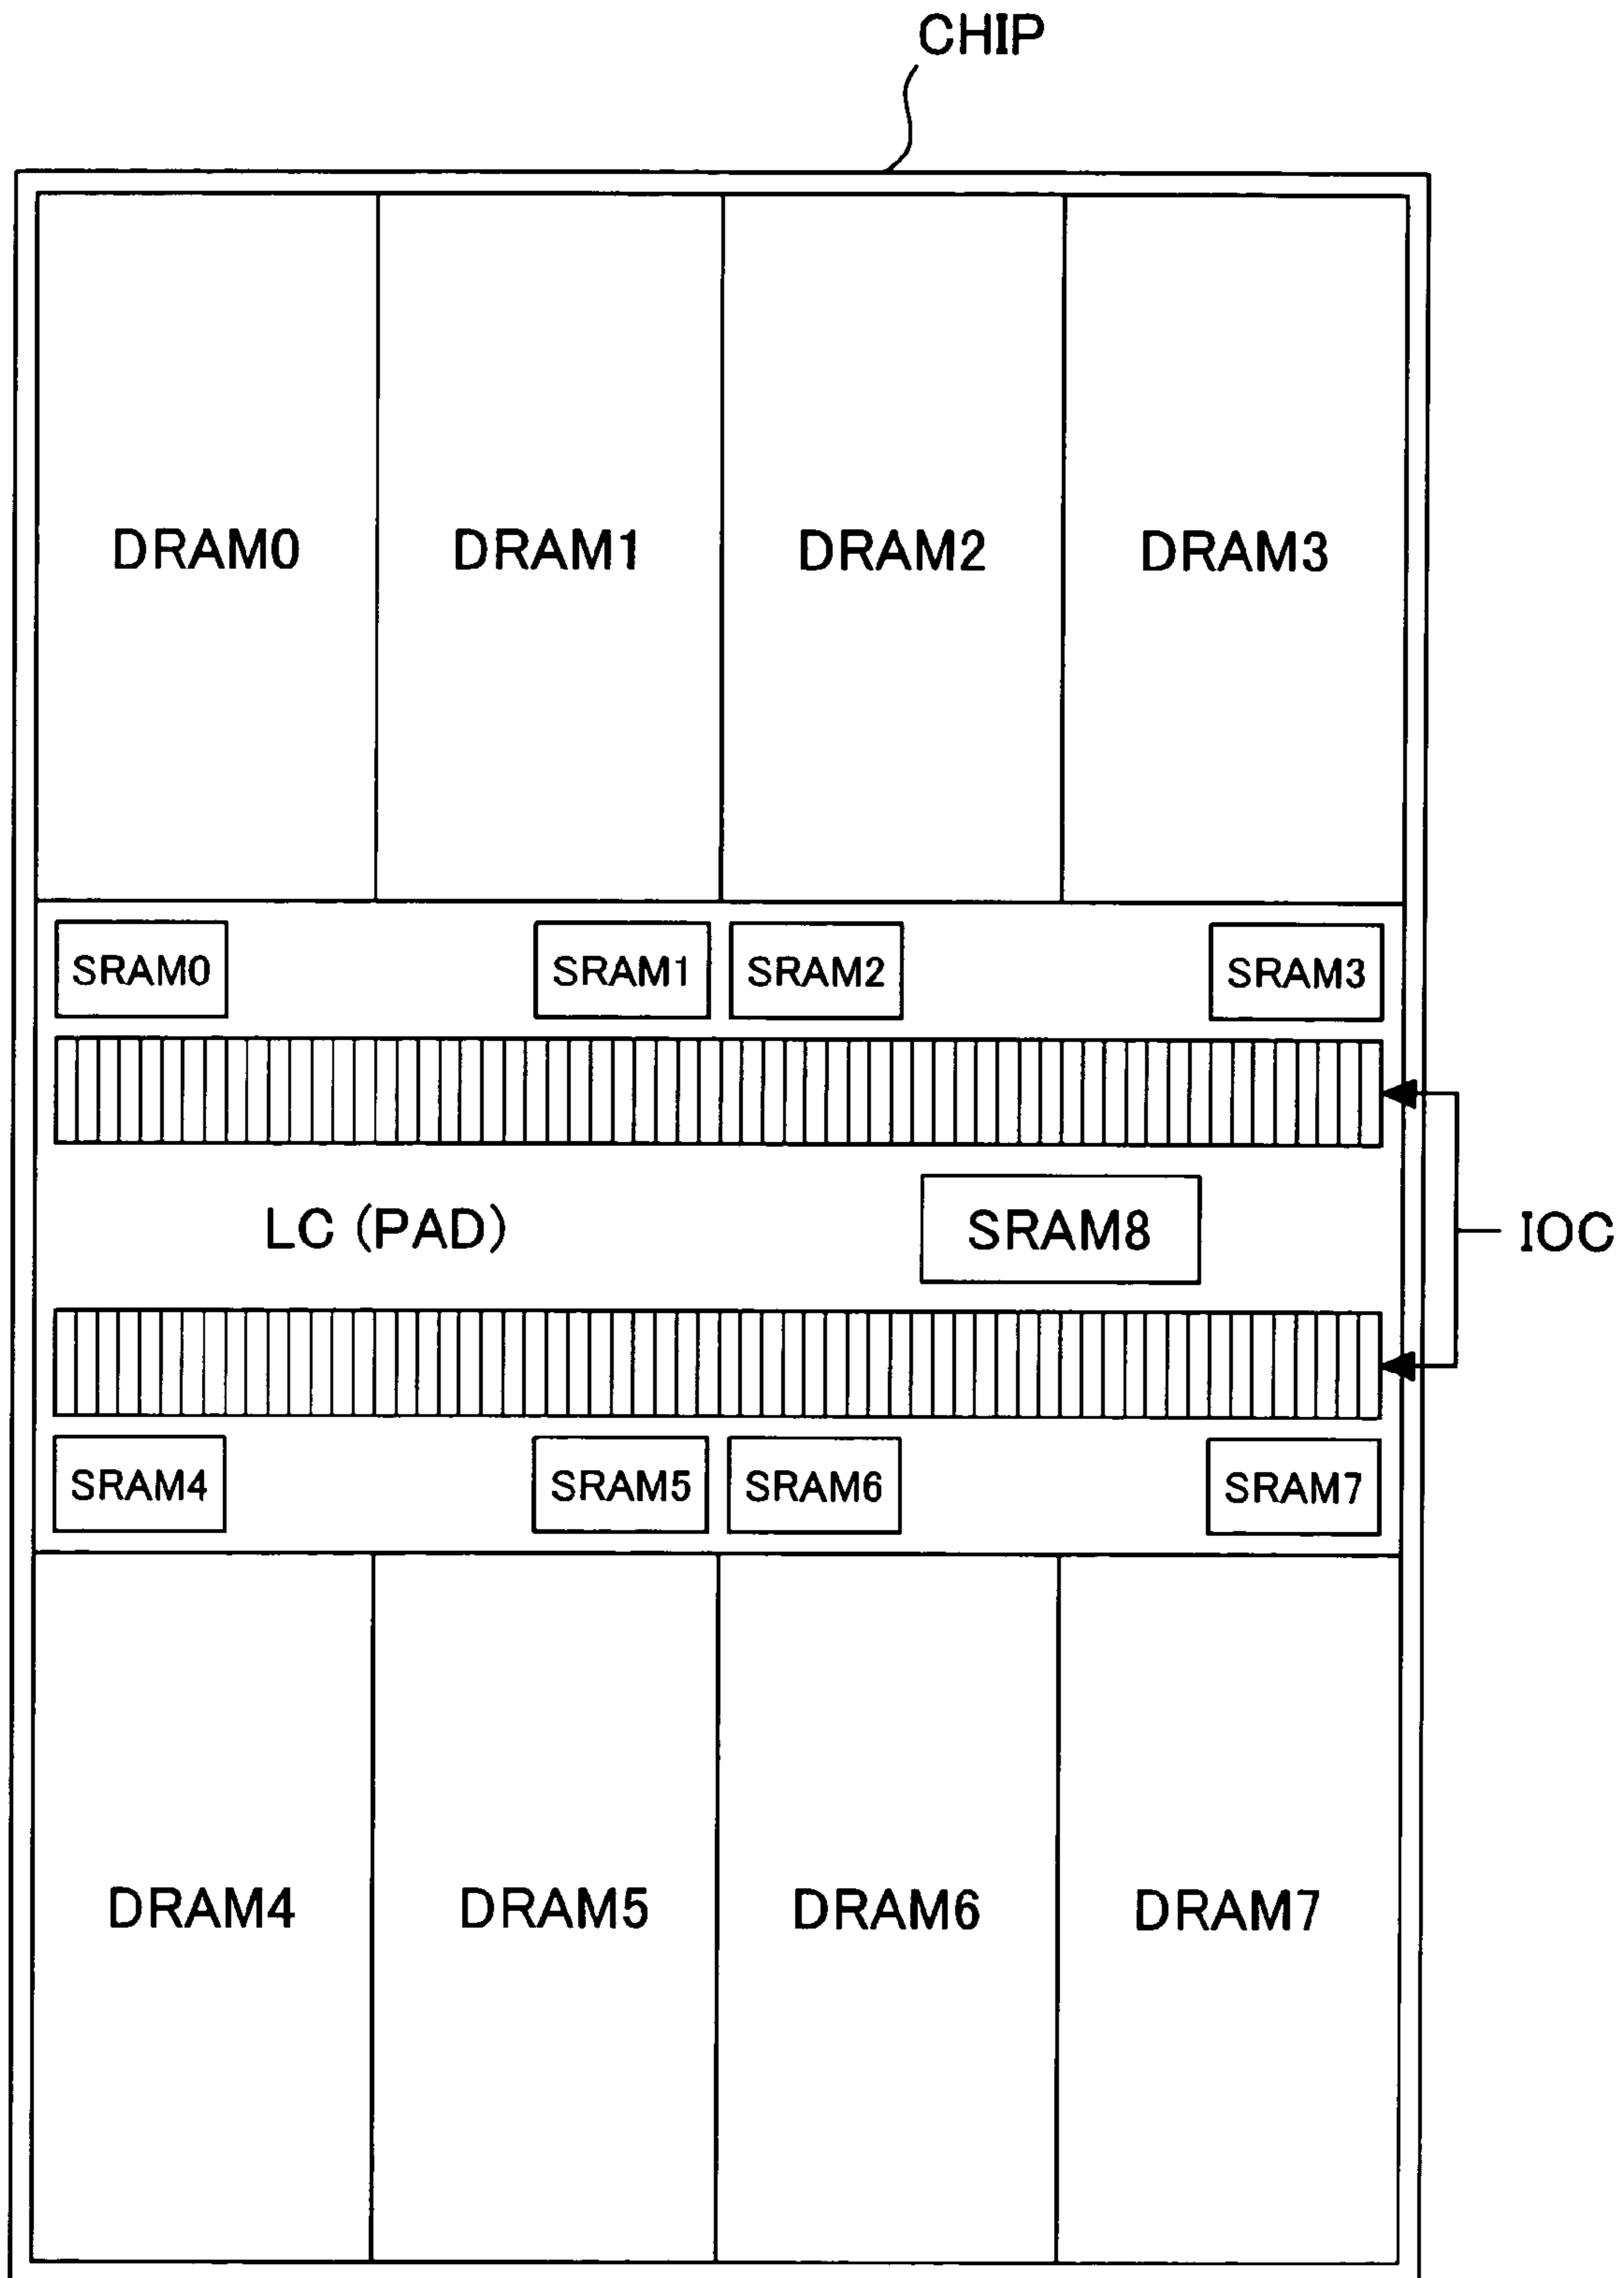 CHIP
DRAM0 DRAM1 DRAM2 DRAM3
SRAM0 SRAM1 SRAM2 SRAM3
LC (PAD) SRAM8 IOC
SRAM4 SRAM5 SRAM6 SRAM7
DRAM4 DRAM5 DRAM6 DRAM7